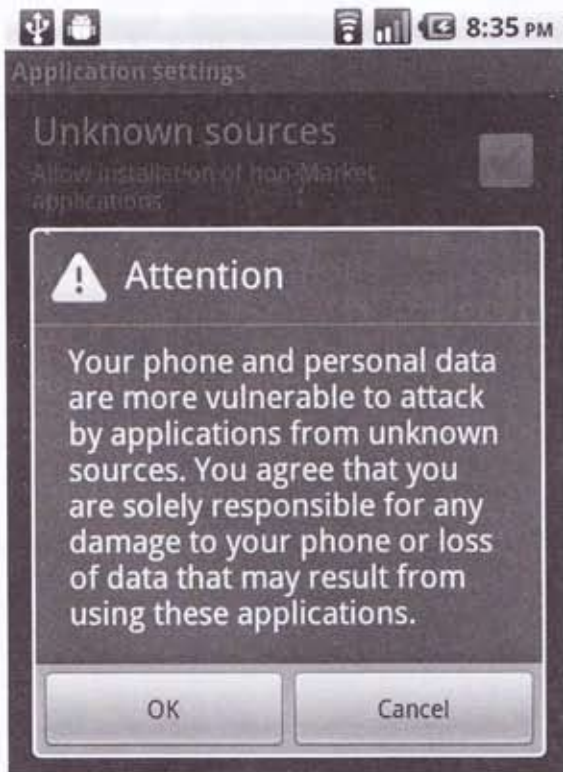 8:35 PM
Application settings
Unknown sources
Allow installation of non-Market
applications
Attention
Your phone and personal data
are more vulnerable to attack
by applications from unknown
sources. You agree that you
are solely responsible for any
damage to your phone or loss
of data that may result from
using these applications.
OK
Cancel